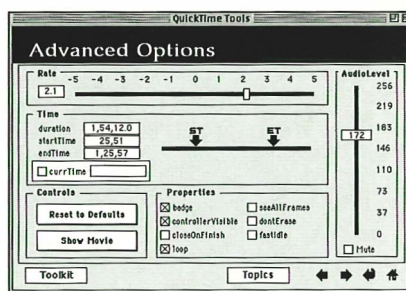 QuickTime Tools
Advanced Options
Rate
-5 -4 -3 -2 -1 0 1 2 3 4 5
2.1
AudioLevel
256
219
183
172
146
110
73
37
0
Mute
Time
duration 1,54,12.0
startTime 25,51
endTime 1,25,57
currTime
ST
ET
Controls
Reset to Defaults
Show Movie
Properties
badge
controllerVisible
closeOnFinish
loop
seeAllFrames
dontErase
fastIdle
Toolkit
Topics